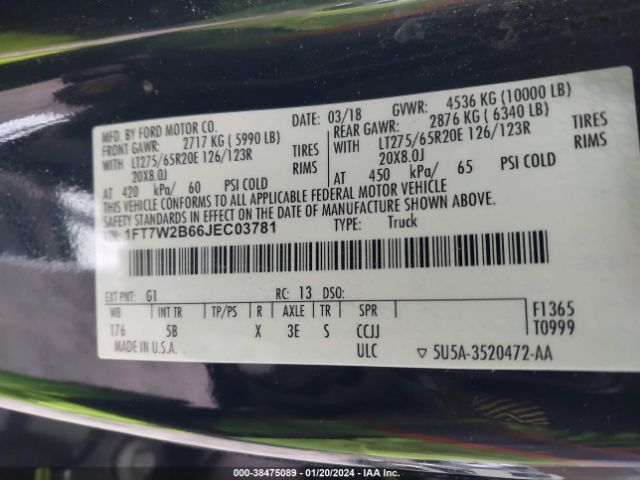 MFD. BY FORD MOTOR CO.
03/18 GVWR: 4536 KG (10000 LB)
FRONT GAWR: 2717 KG ( 5990 LB)
REAR GAWR: 2876 KG ( 6340 LB)
WITH LT275/65R20E 126/123R TIRES
WITH LT275/65R20E 126/123R TIRES
20X8.0J RIMS
20X8.0J RIMS
AT 420 kPa/ 60 PSI COLD
AT 450 kPa/ 65 PSI COLD
CONFORMS TO ALL APPLICABLE FEDERAL MOTOR VEHICLE
SAFETY STANDARDS IN EFFECT ON THE DATE OF MANUFACTURE SHOWN ABOVE.
1FT7W2B66JEC03781 TYPE: Truck
EXT PNT: G1 RC: 13 DSO:
WB INT TR TP/PS R AXLE TR SPR
F1365
176 5B X 3E S CCJJ
T0999
MADE IN U.S.A. ULC ▽ 5U5A-3520472-AA
000-38475089 - 01/20/2024 - IAA Inc.